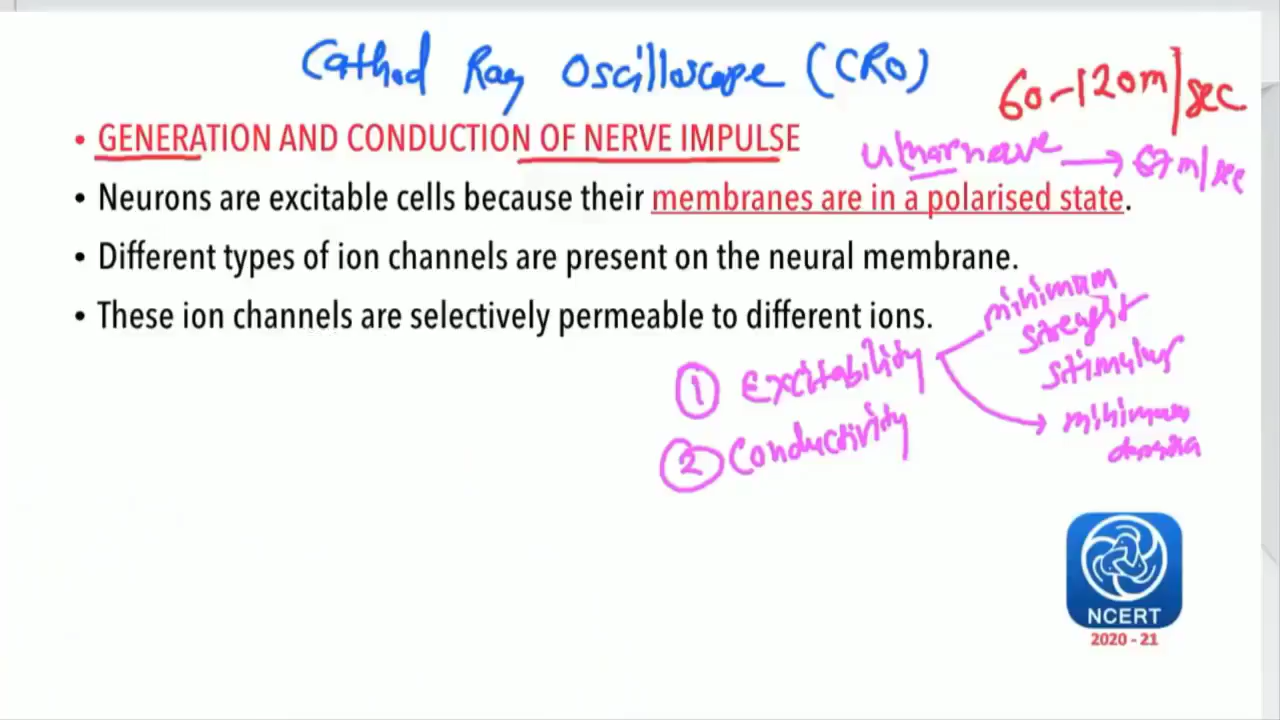 Cathod Ray Oscilloscope (CRO)
60-120m/sec
• GENERATION AND CONDUCTION OF NERVE IMPULSE
ulnar nerve → 67m/sec
• Neurons are excitable cells because their membranes are in a polarised state.
• Different types of ion channels are present on the neural membrane.
• These ion channels are selectively permeable to different ions.
minimum
stimulus
① Excitability
minimum
② Conductivity
NCERT
2020 - 21